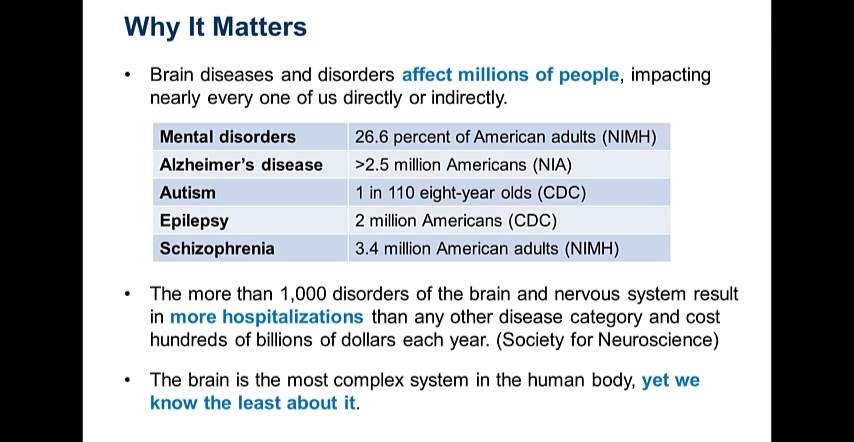 Why It Matters
• Brain diseases and disorders affect millions of people, impacting
nearly every one of us directly or indirectly.
Mental disorders 26.6 percent of American adults (NIMH)
Alzheimer's disease >2.5 million Americans (NIA)
Autism 1 in 110 eight-year olds (CDC)
Epilepsy 2 million Americans (CDC)
Schizophrenia 3.4 million American adults (NIMH)
• The more than 1,000 disorders of the brain and nervous system result
in more hospitalizations than any other disease category and cost
hundreds of billions of dollars each year. (Society for Neuroscience)
• The brain is the most complex system in the human body, yet we
know the least about it.